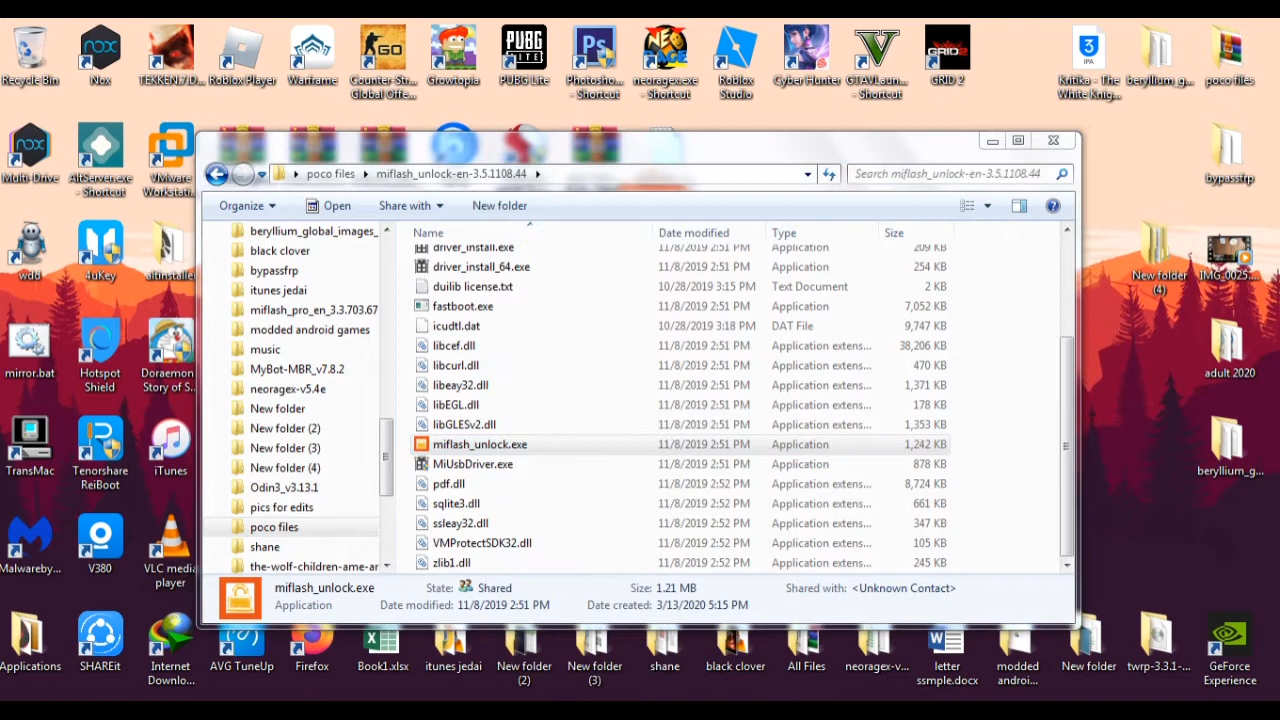 Recycle Bin
Nox
TEKKEN7/D...
Roblox Player
Warframe
Counter-Str...
Global Offe...
Growtopia
PUBG Lite
Photosho...
- Shortcut
neoragex.exe
- Shortcut
Roblox
Studio
Cyber Hunter
GTAVLaun...
- Shortcut
GRID 2
Kritika - The
White Knig...
beryllium_g...
poco files
Multi-Drive
AltServer.exe
- Shortcut
VMware
Workstati...
bypassfrp
poco files
miflash_unlock-en-3.5.1108.44
Search miflash_unlock-en-3.5.1108.44
Organize
Open
Share with
New folder
Name
Date modified
Type
Size
beryllium_global_images_
black clover
bypassfrp
itunes jedai
miflash_pro_en_3.3.703.67
modded android games
music
MyBot-MBR_v7.8.2
neoragex-v5.4e
New folder
New folder (2)
New folder (3)
New folder (4)
Odin3_v3.13.1
pics for edits
poco files
shane
the-wolf-children-ame-ar
driver_install.exe 11/8/2019 2:51 PM Application 209 KB
driver_install_64.exe 11/8/2019 2:51 PM Application 254 KB
duilib license.txt 10/28/2019 3:15 PM Text Document 2 KB
fastboot.exe 11/8/2019 2:51 PM Application 7,052 KB
icudtl.dat 10/28/2019 3:18 PM DAT File 9,747 KB
libcef.dll 11/8/2019 2:51 PM Application extens... 38,206 KB
libcurl.dll 11/8/2019 2:51 PM Application extens... 470 KB
libeay32.dll 11/8/2019 2:51 PM Application extens... 1,371 KB
libEGL.dll 11/8/2019 2:51 PM Application extens... 178 KB
libGLESv2.dll 11/8/2019 2:51 PM Application extens... 1,353 KB
miflash_unlock.exe 11/8/2019 2:51 PM Application 1,242 KB
MiUsbDriver.exe 11/8/2019 2:51 PM Application 878 KB
pdf.dll 11/8/2019 2:52 PM Application extens... 8,724 KB
sqlite3.dll 11/8/2019 2:52 PM Application extens... 661 KB
ssleay32.dll 11/8/2019 2:52 PM Application extens... 347 KB
VMProtectSDK32.dll 11/8/2019 2:52 PM Application extens... 105 KB
zlib1.dll 11/8/2019 2:52 PM Application extens... 245 KB
miflash_unlock.exe State: Shared Size: 1.21 MB Shared with: <Unknown Contact>
Application Date modified: 11/8/2019 2:51 PM Date created: 3/13/2020 5:15 PM
wdd
4uKey
altinstaller
New folder
(4)
IMG_0025....
mirror.bat
Hotspot
Shield
Doraemon
Story of S...
adult 2020
TransMac
Tenorshare
ReiBoot
iTunes
beryllium_g...
Malwareby...
V380
VLC media
player
Applications
SHAREit
Internet
Downlo...
AVG TuneUp
Firefox
Book1.xlsx
itunes jedai
New folder
(2)
New folder
(3)
shane
black clover
All Files
neoragex-v...
letter
ssmple.docx
modded
androi...
New folder
twrp-3.3.1-...
GeForce
Experience